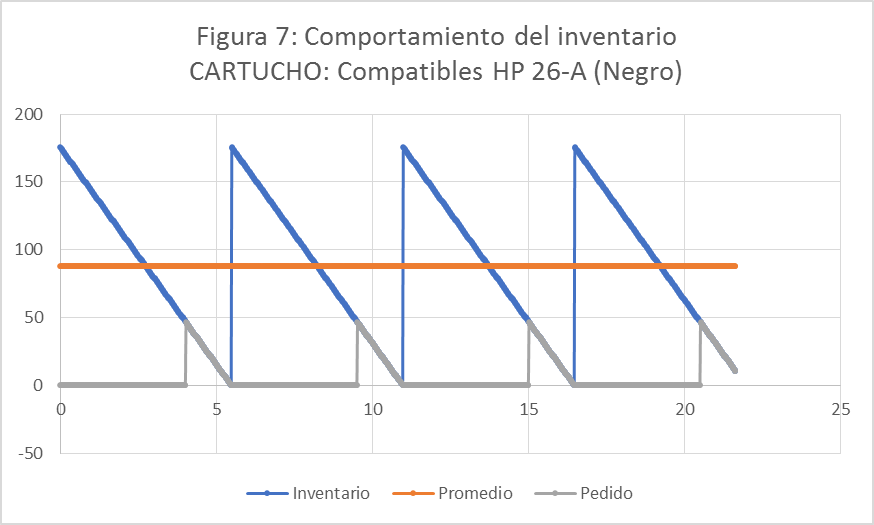 Figura 7: Comportamiento del inventario
CARTUCHO: Compatibles HP 26-A (Negro)
200
150
100
50
0
-50
0 5 10 15 20 25
Inventario Promedio Pedido